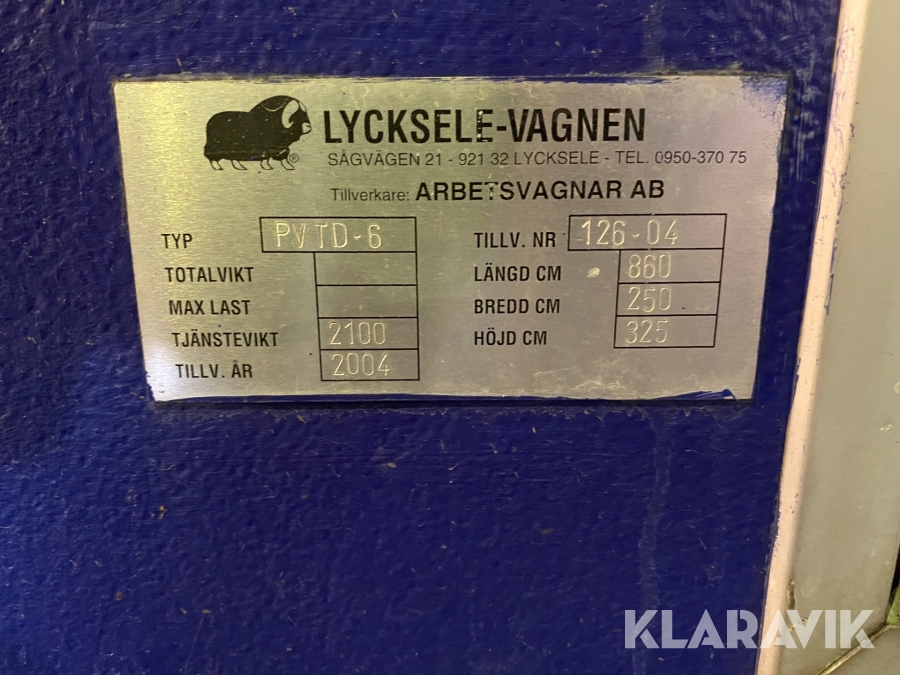 LYCKSELE-VAGNEN
SÅGVÄGEN 21 - 921 32 LYCKSELE - TEL. 0950-370 75
Tillverkare: ARBETSVAGNAR AB
TYP PVTD-6
TOTALVIKT
MAX LAST
TJÄNSTEVIKT 2100
TILLV. ÅR 2004
TILLV. NR 126-04
LÄNGD CM 860
BREDD CM 250
HÖJD CM 325
®
KLARAVIK